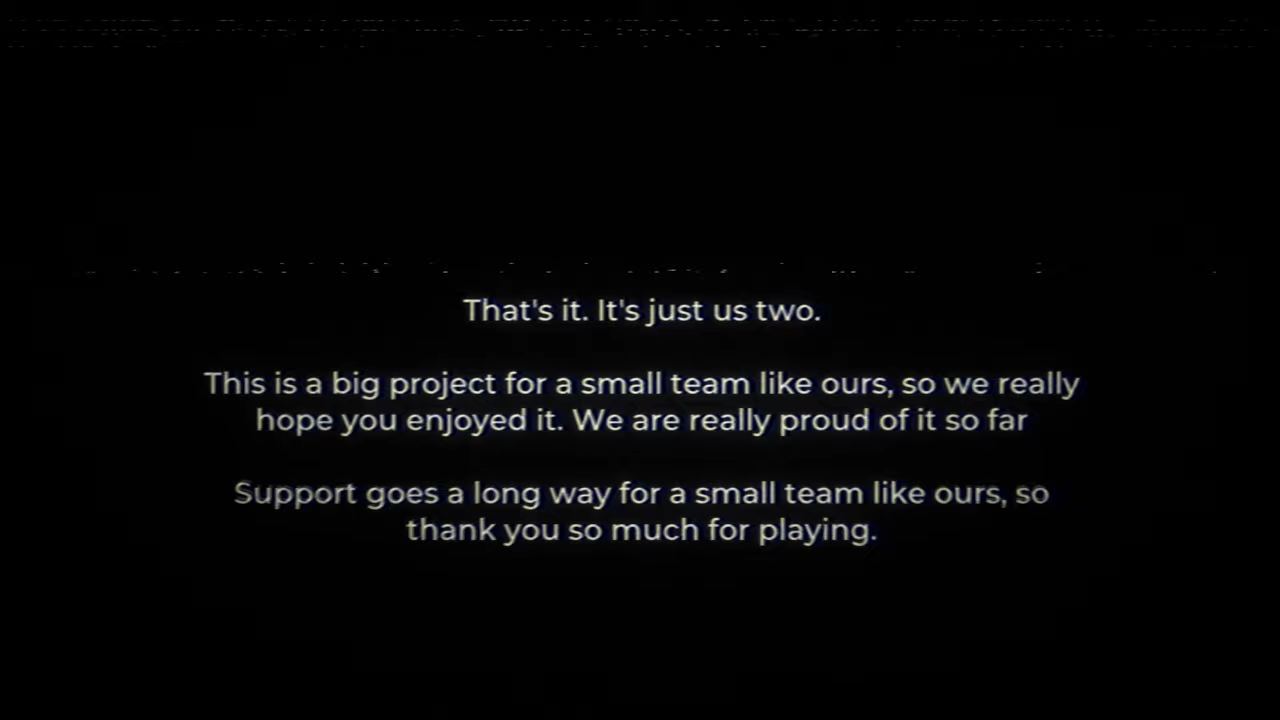 That's it. It's just us two.
This is a big project for a small team like ours, so we really
hope you enjoyed it. We are really proud of it so far
Support goes a long way for a small team like ours, so
thank you so much for playing.